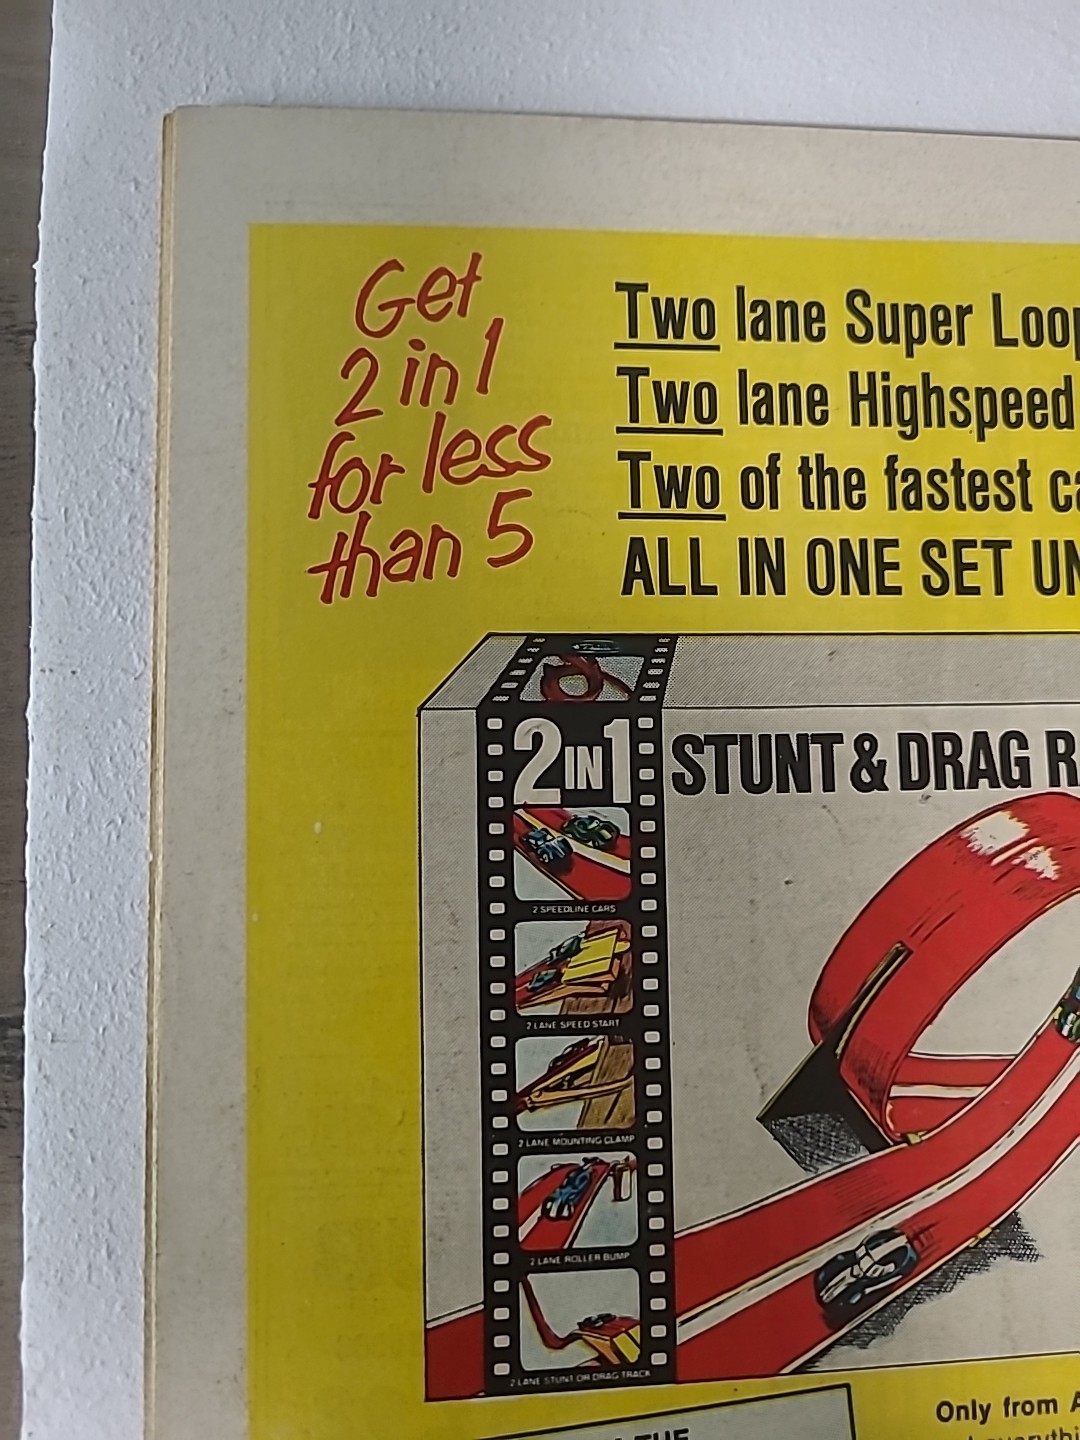 Get
2 in 1
for less
than 5
Two lane Super Loop
Two lane Highspeed
Two of the fastest
ALL IN ONE SET
2 IN 1
STUNT & DRAG
2 SPEEDLINE CARS
2 LANE SPEED START
2 LANE MOUNTING CLAMP
2 LANE ROLLER BUMP
2 LANE STUNT OR DRAG TRACK
Only from
THE